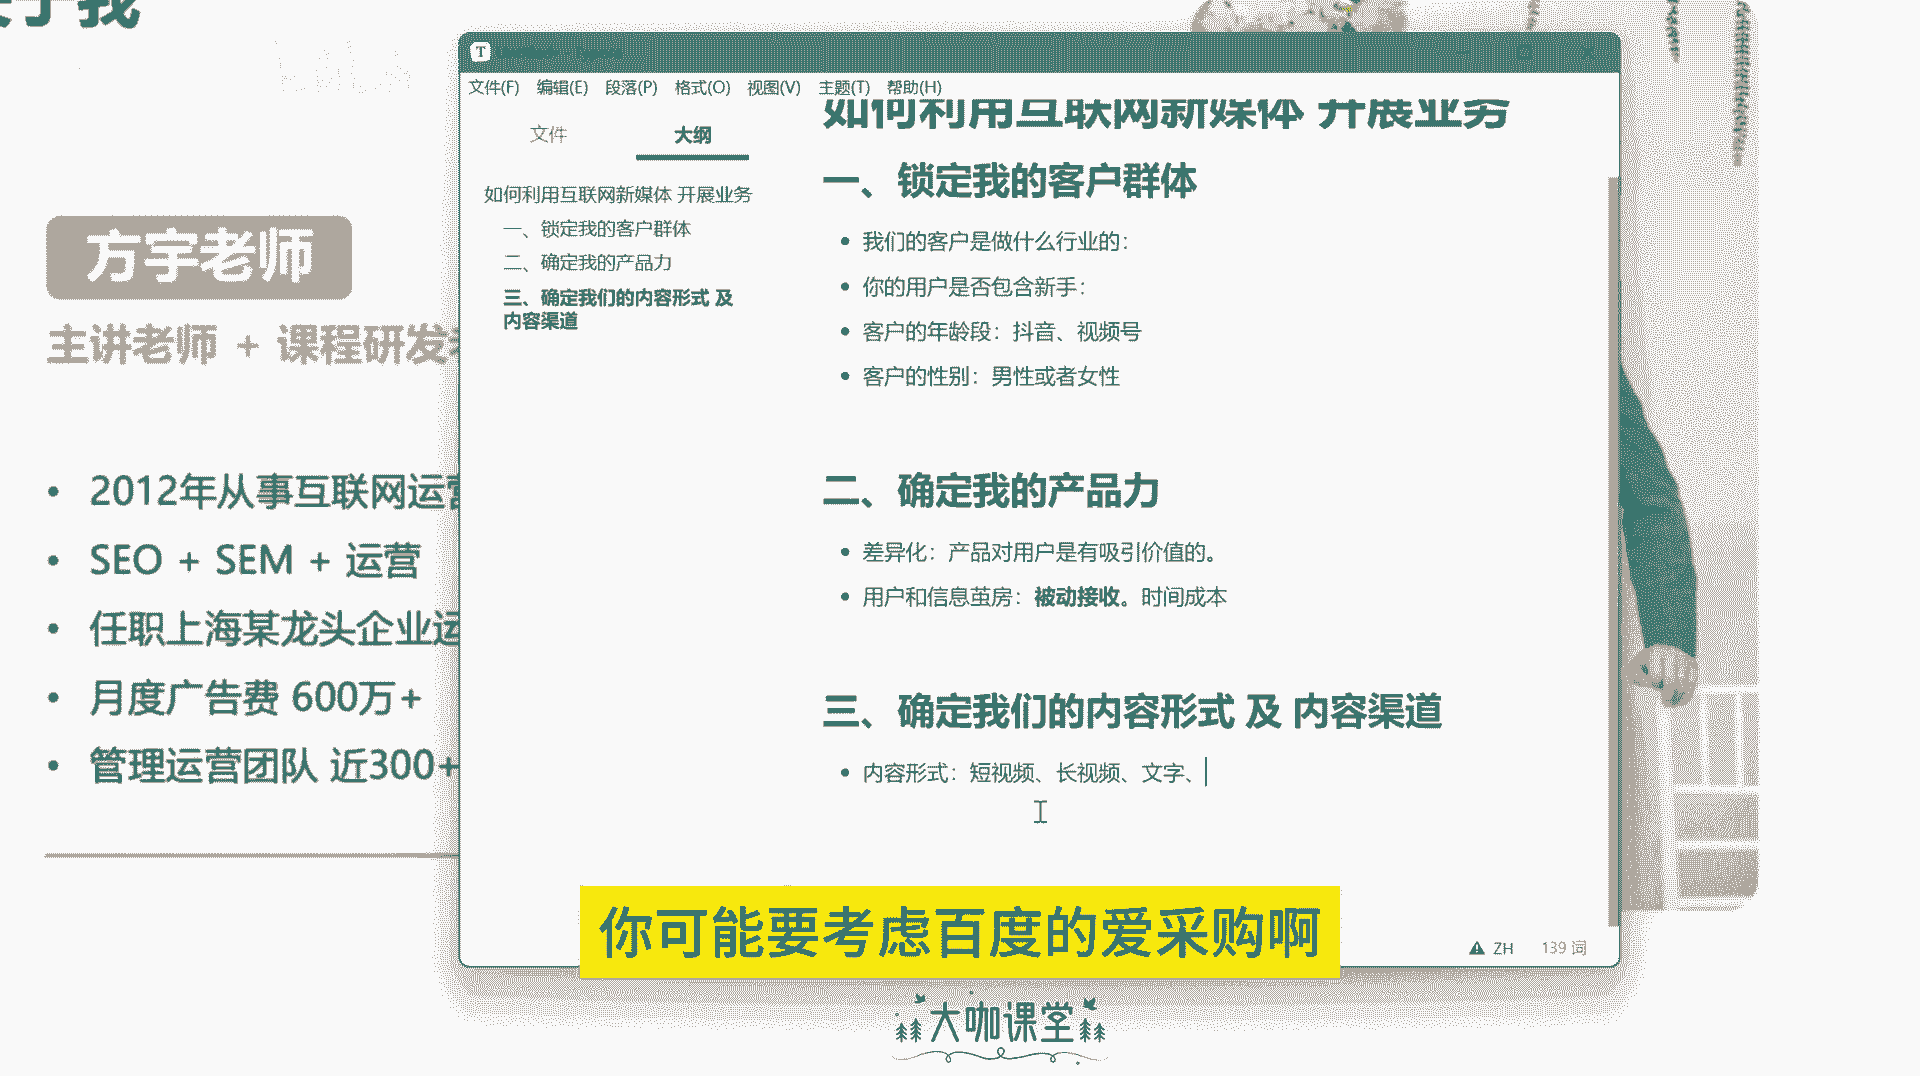 于我
方宇老师
主讲老师 + 课程研发
2012年从事互联网运营
SEO + SEM + 运营
任职上海某龙头企业运
月度广告费 600万+
管理运营团队 近300+
T
文件(F) 编辑(E) 段落(P) 格式(O) 视图(V) 主题(T) 帮助(H)
文件 大纲
如何利用互联网新媒体 开展业务
一、锁定我的客户群体
二、确定我的产品力
三、确定我们的内容形式 及
内容渠道
如何利用互联网新媒体 开展业务
一、锁定我的客户群体
我们的客户是做什么行业的：
你的用户是否包含新手：
客户的年龄段：抖音、视频号
客户的性别：男性或者女性
二、确定我的产品力
差异化：产品对用户是有吸引价值的。
用户和信息茧房：被动接收。时间成本
三、确定我们的内容形式 及 内容渠道
内容形式：短视频、长视频、文字、
ZH 139 词
你可能要考虑百度的爱采购啊
大咖课堂